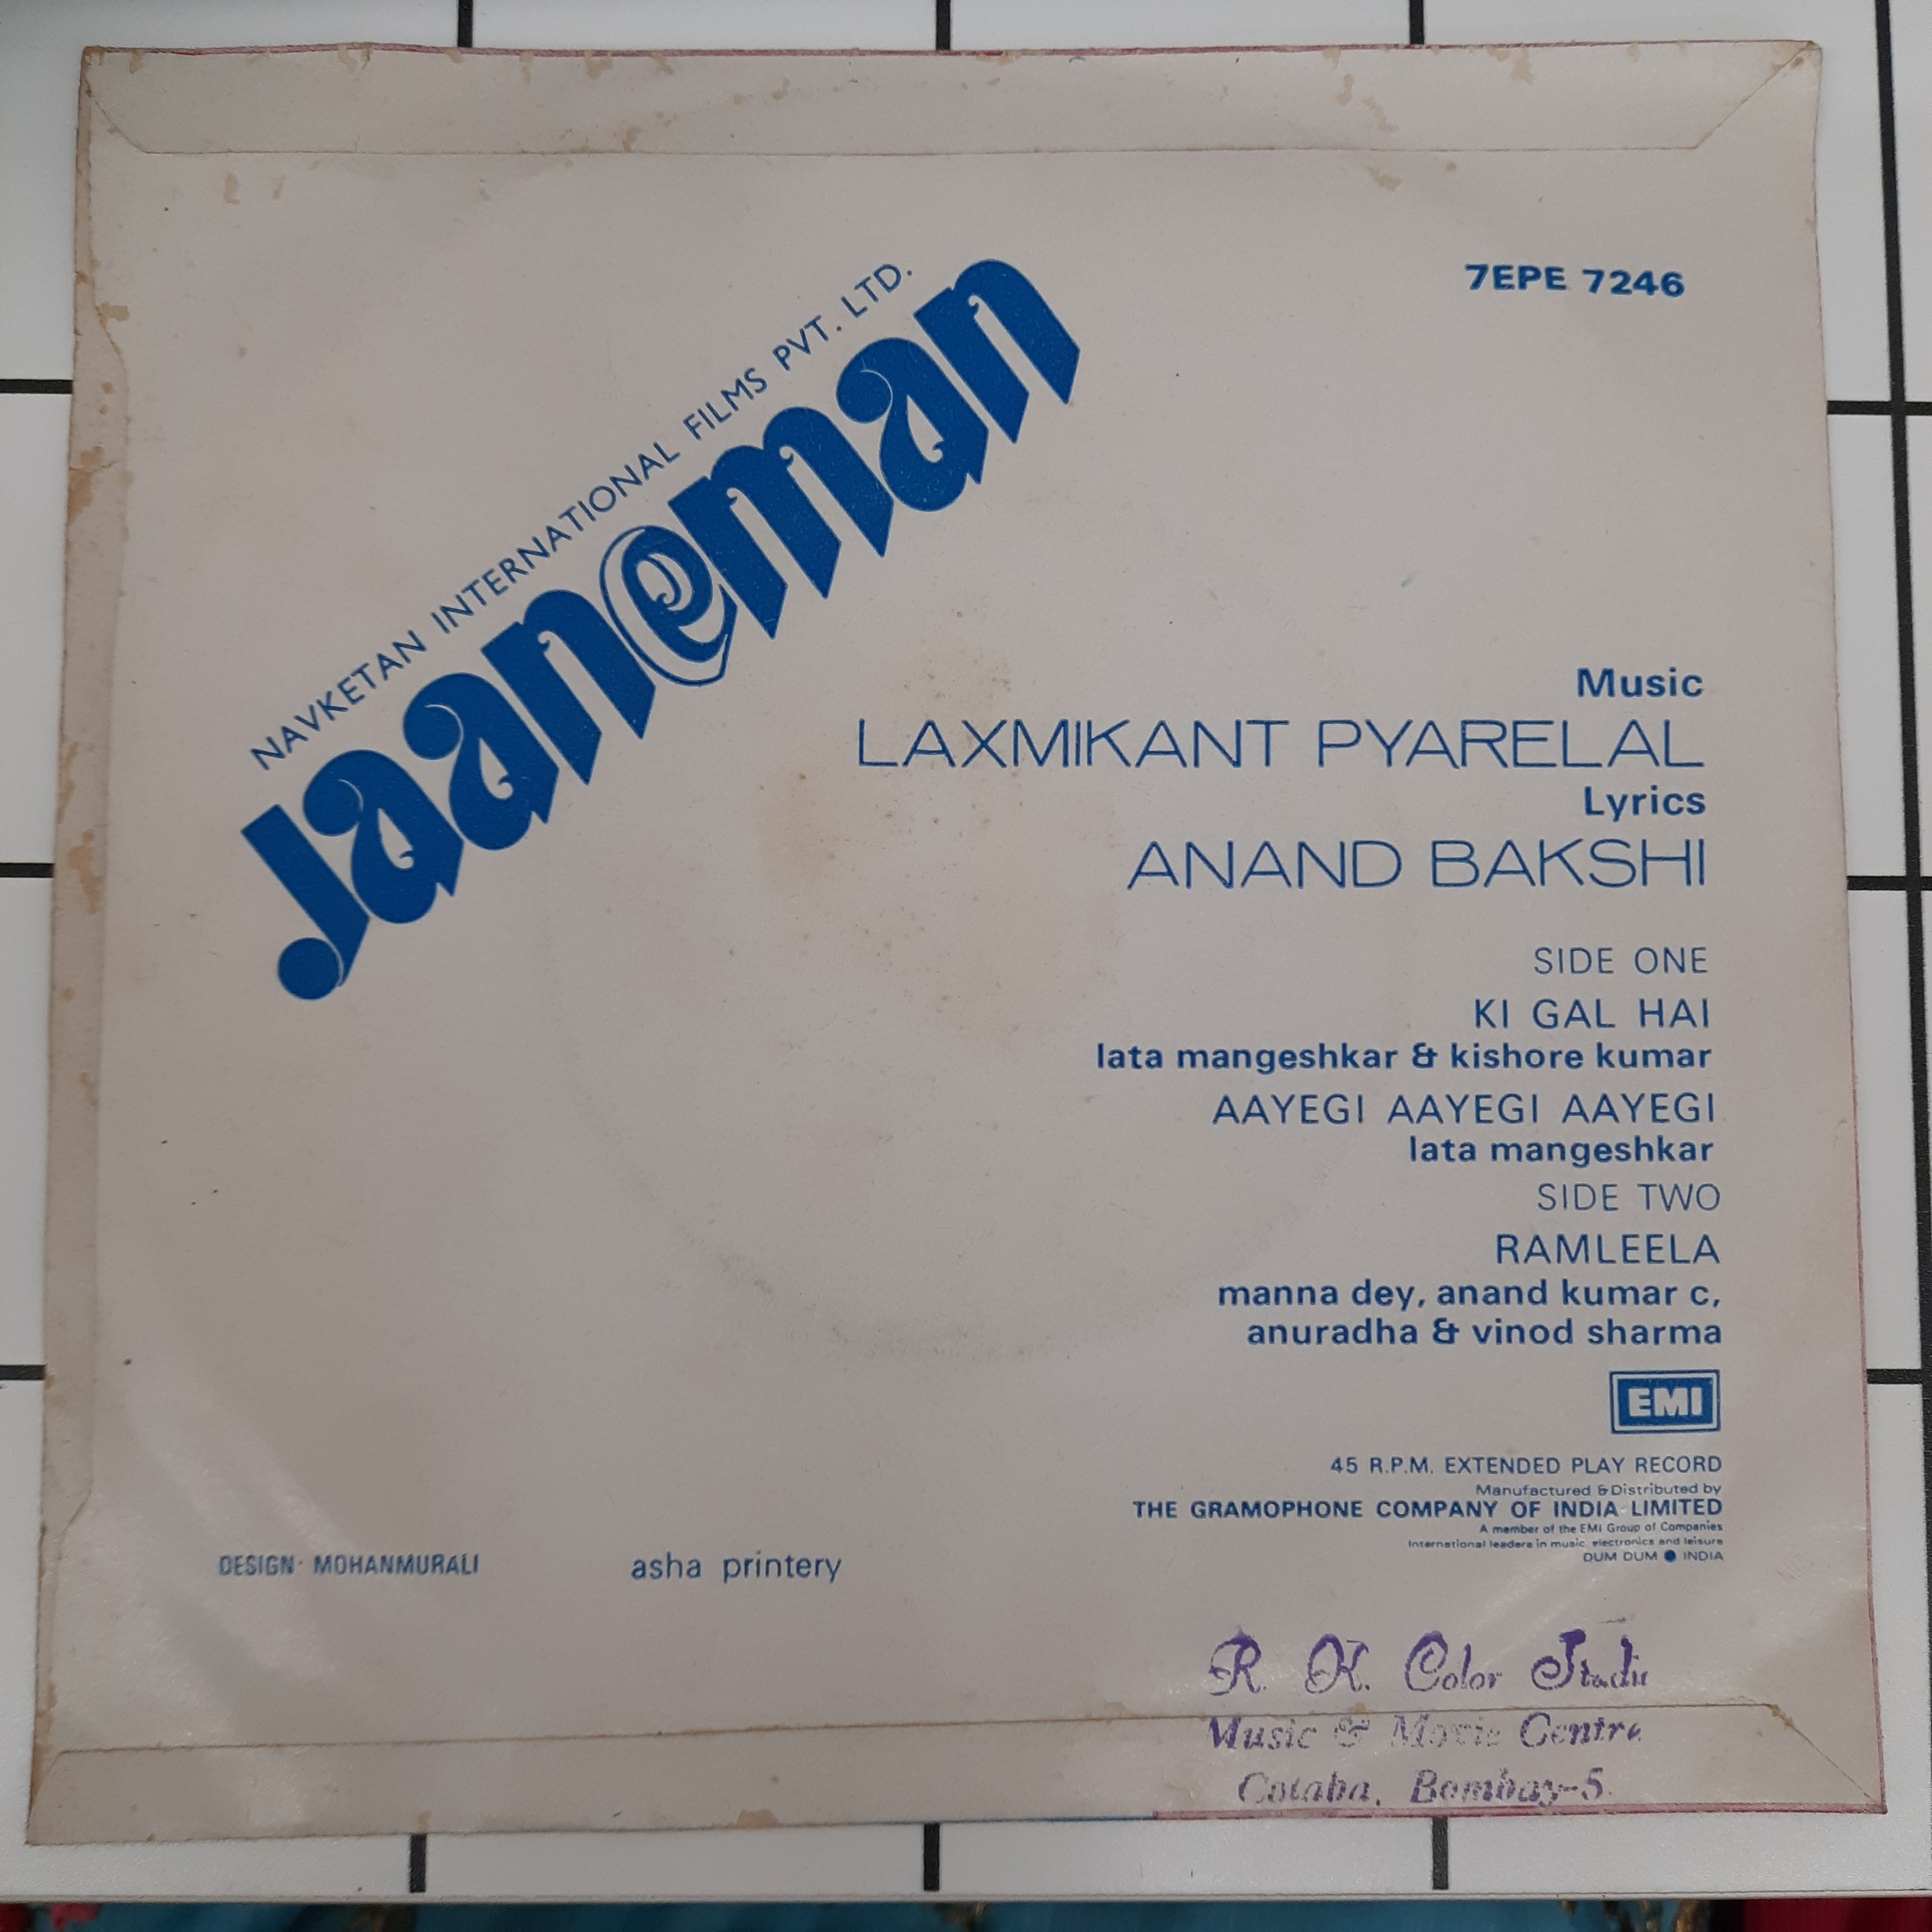 NAVKETAN INTERNATIONAL FILMS PVT. LTD.
Jaaneman
7EPE 7246
Music
LAXMIKANT PYARELAL
Lyrics
ANAND BAKSHI
SIDE ONE
KI GAL HAI
lata mangeshkar & kishore kumar
AAYEGI AAYEGI AAYEGI
lata mangeshkar
SIDE TWO
RAMLEELA
manna dey, anand kumar c,
anuradha & vinod sharma
EMI
45 R.P.M. EXTENDED PLAY RECORD
Manufactured & Distributed by
THE GRAMOPHONE COMPANY OF INDIA LIMITED
A member of the EMI Group of Companies
International leaders in music, electronics and leisure
DUM DUM ● INDIA
DESIGN: MOHANMURALI
asha printery
R. K. Color Studio
Music & Movie Centre
Colaba, Bombay-5.